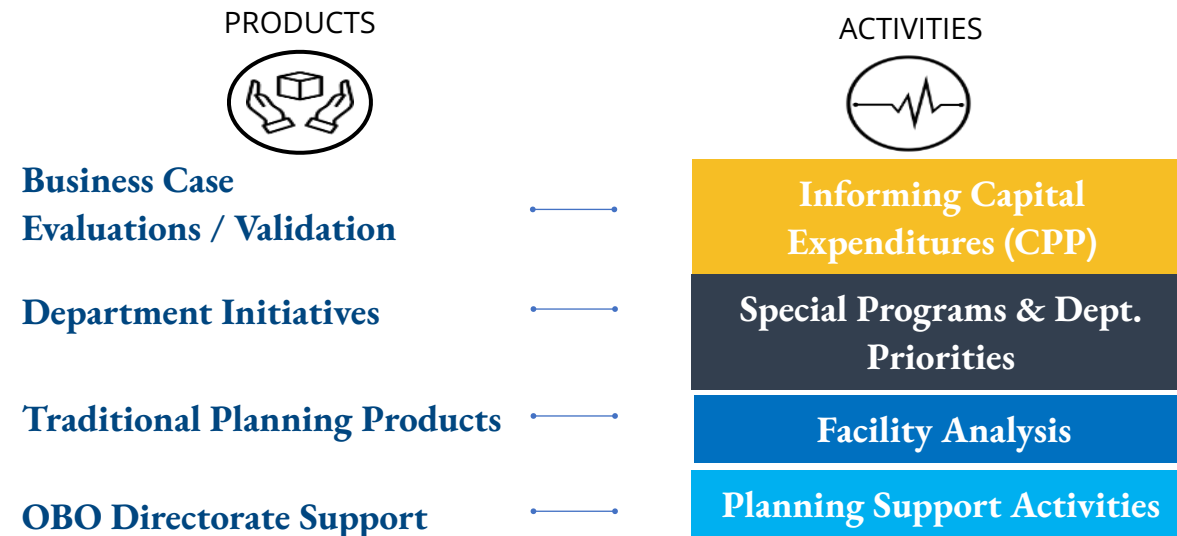 PRODUCTS
ACTIVITIES
Business Case
Evaluations / Validation
Informing Capital
Expenditures (CPP)
Department Initiatives
Special Programs & Dept.
Priorities
Traditional Planning Products
Facility Analysis
OBO Directorate Support
Planning Support Activities